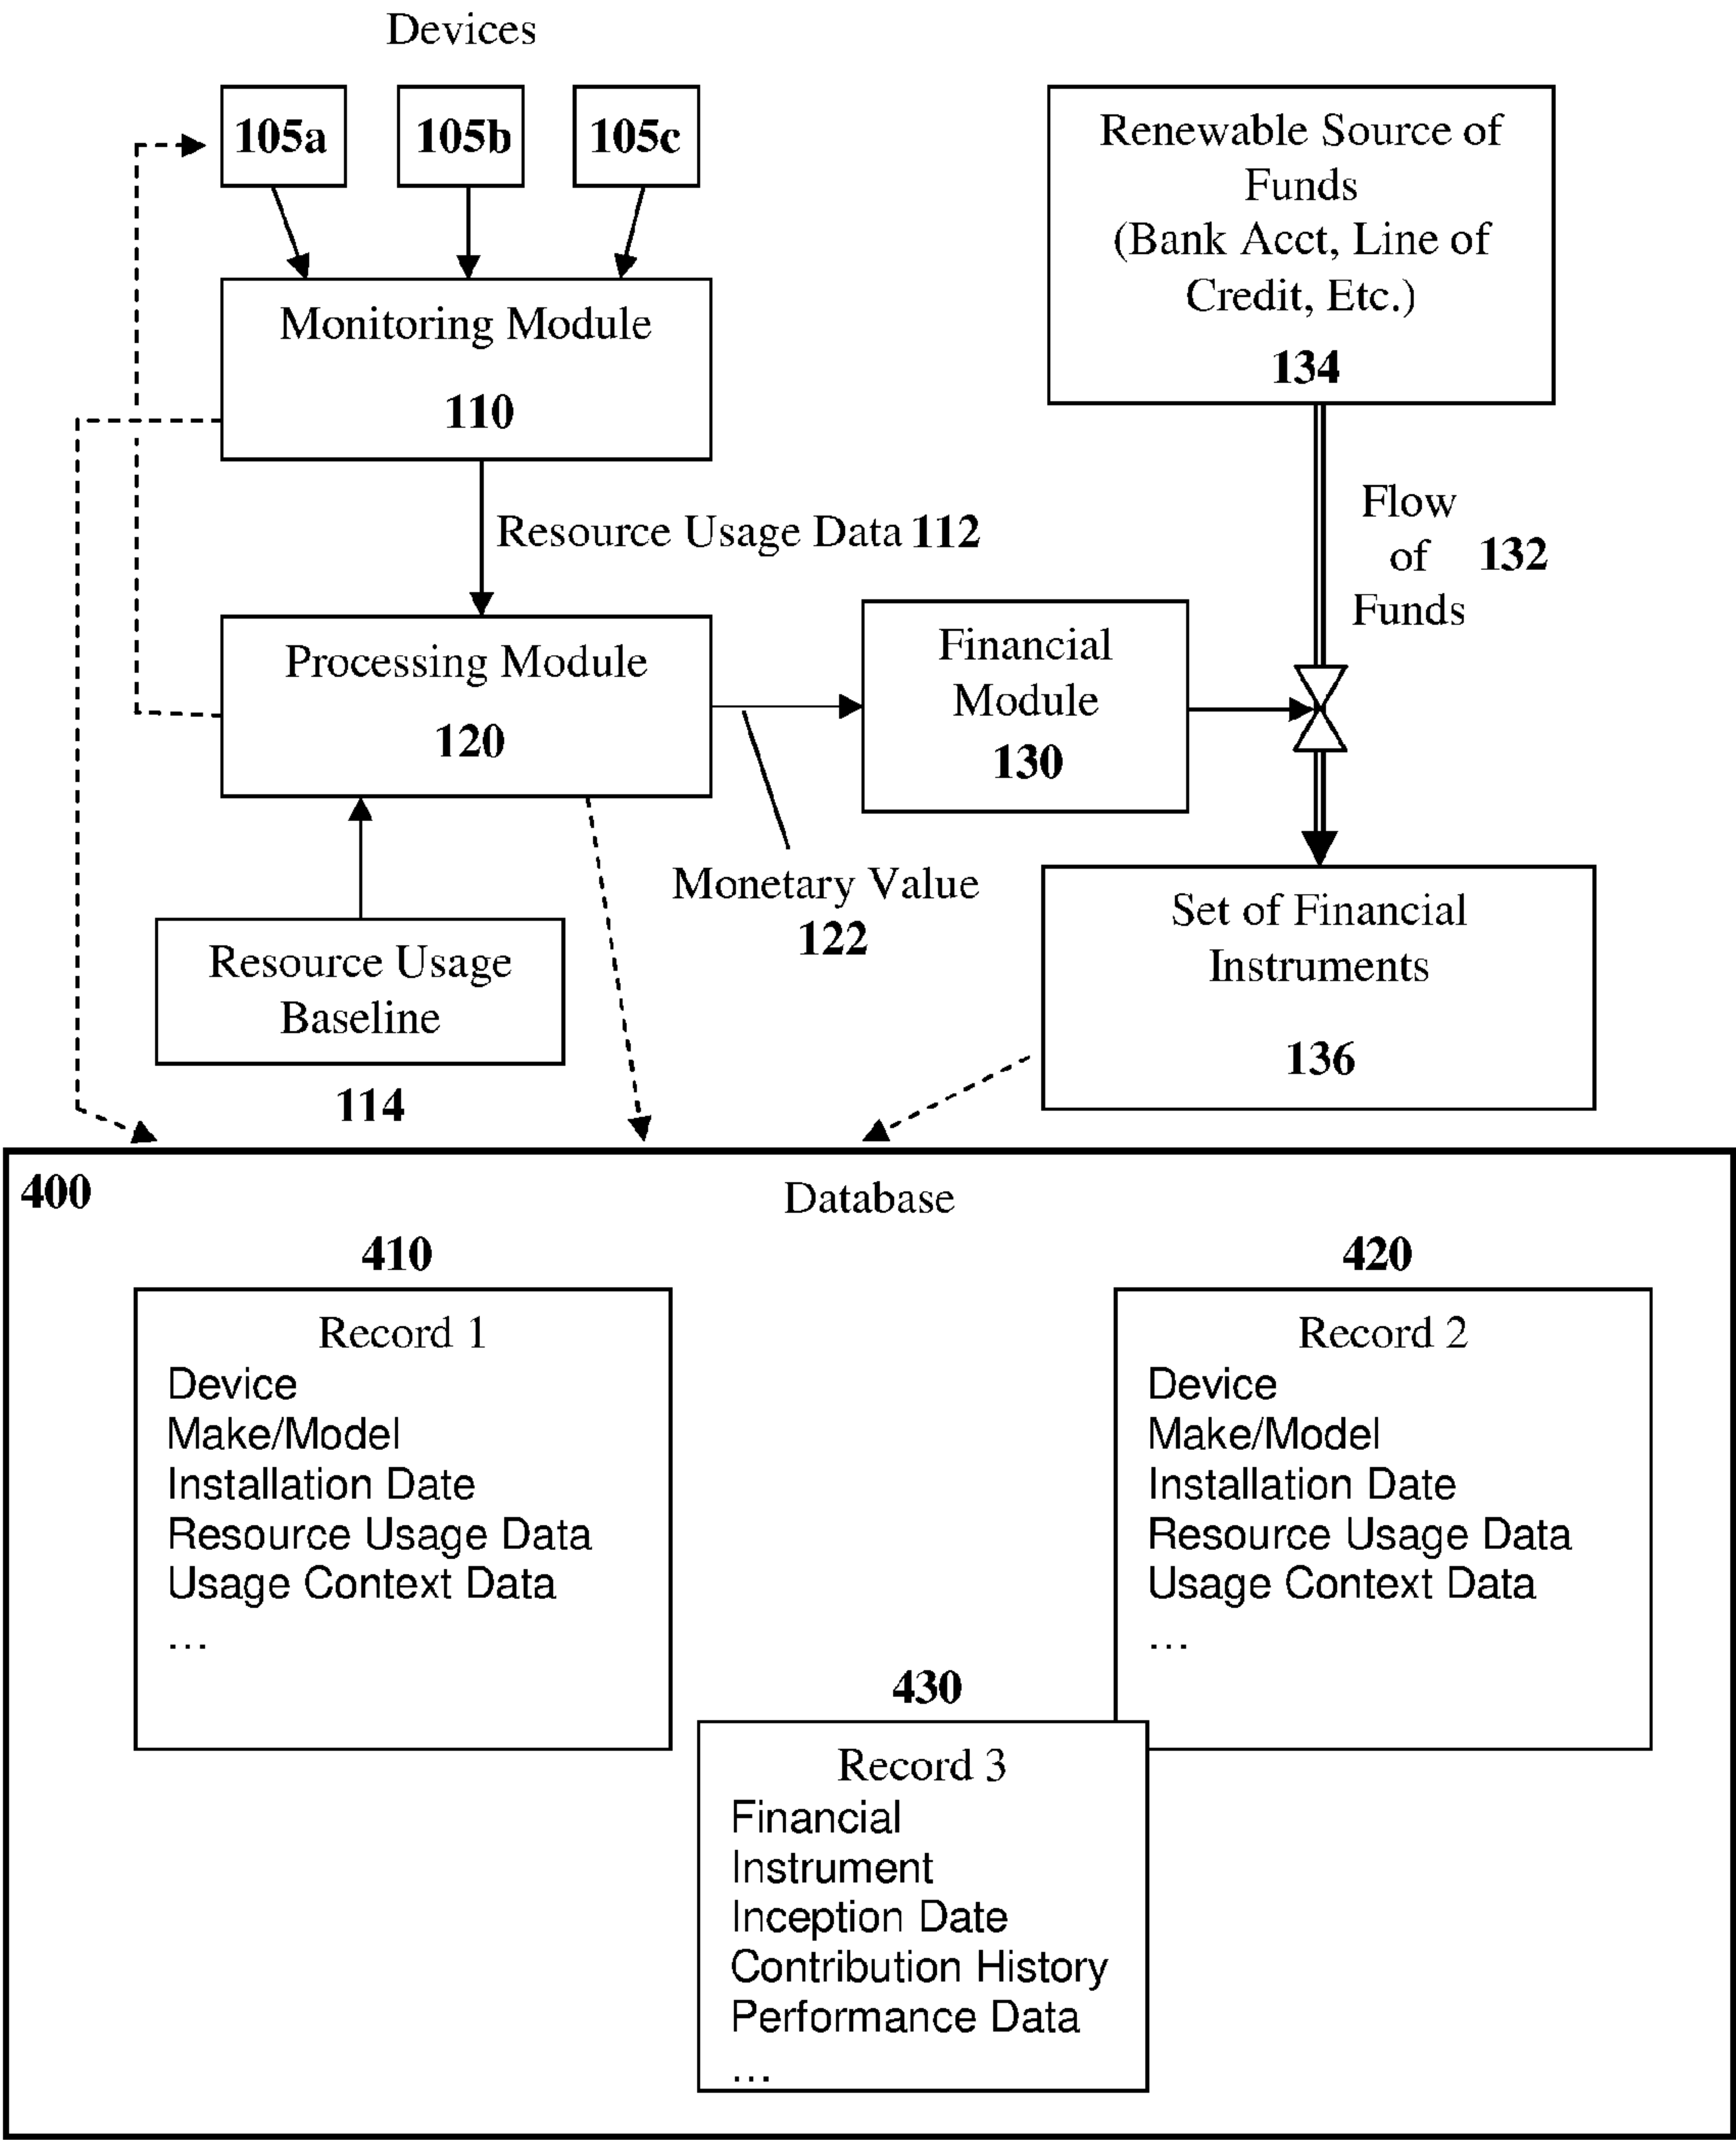 Devices
105a
105b
105c
Renewable Source of
Funds
(Bank Acct, Line of
Credit, Etc.)
134
Monitoring Module
110
Resource Usage Data 112
Flow
of 132
Funds
Processing Module
120
Financial
Module
130
Monetary Value
122
Resource Usage
Baseline
114
Set of Financial
Instruments
136
400
Database
410
Record 1
Device
Make/Model
Installation Date
Resource Usage Data
Usage Context Data
...
420
Record 2
Device
Make/Model
Installation Date
Resource Usage Data
Usage Context Data
...
430
Record 3
Financial
Instrument
Inception Date
Contribution History
Performance Data
...